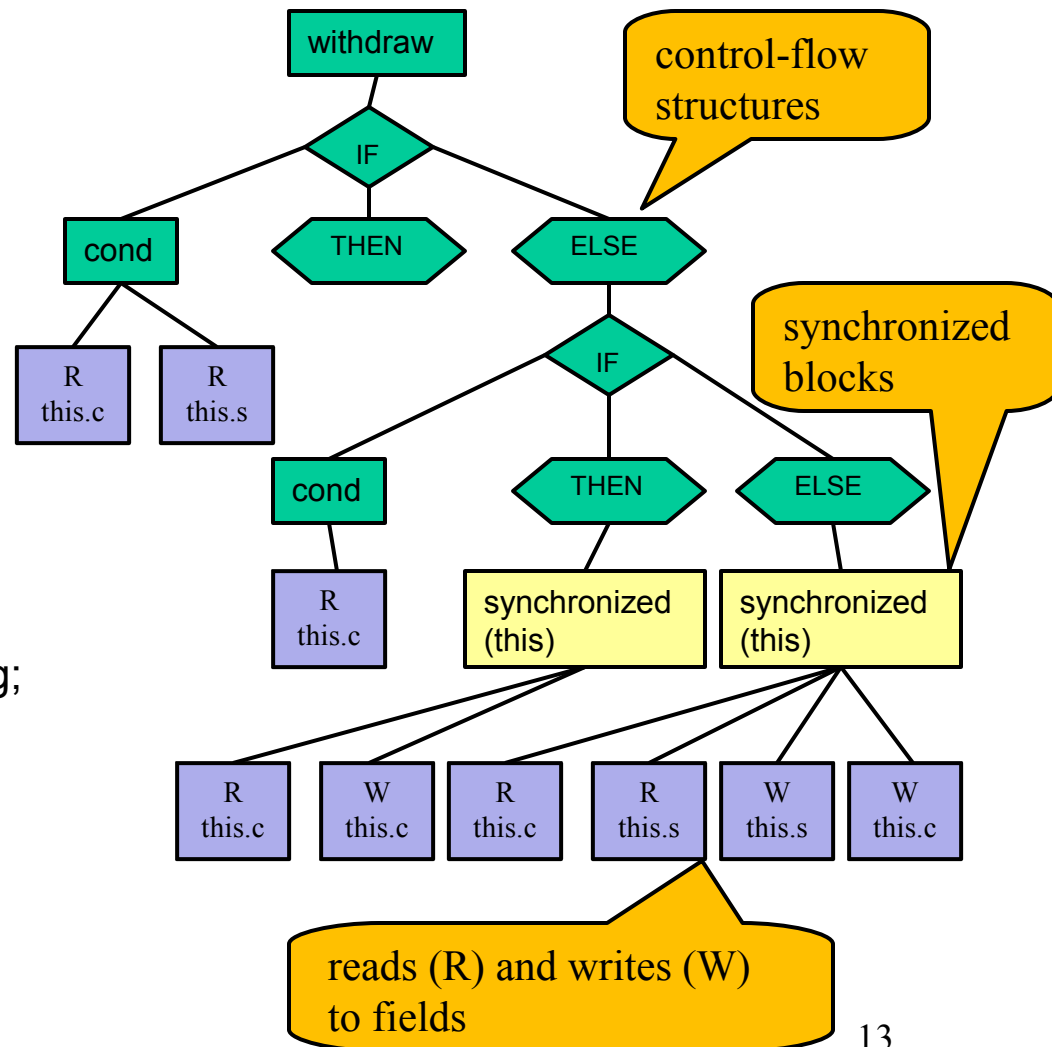 withdraw
control-flow
structures
IF
cond
THEN
ELSE
synchronized
blocks
R
this.c
R
this.s
IF
cond
THEN
ELSE
R
this.c
synchronized
(this)
synchronized
(this)
g;
R
this.c
W
this.c
R
this.c
R
this.s
W
this.s
W
this.c
reads (R) and writes (W)
to fields
13